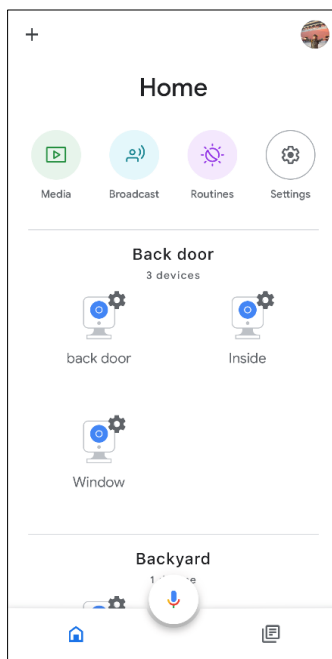 Home
Media Broadcast Routines Settings
Back door
3 devices
back door Inside
Window
Backyard